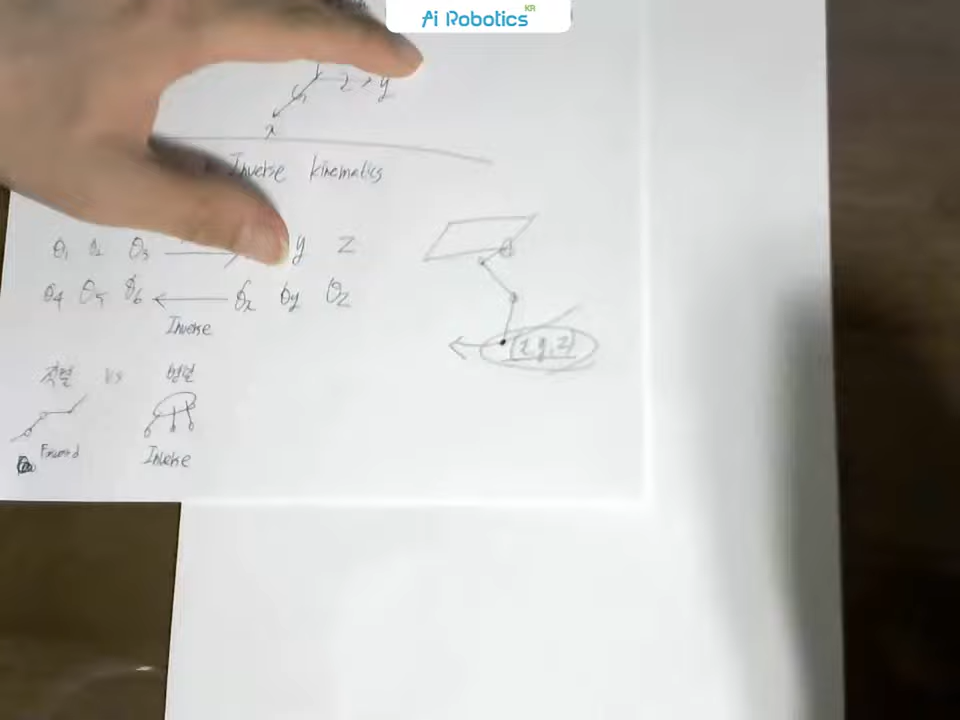 Ai Robotics KR
z y
x
Inverse kinematics
θ1 θ2 θ3 y z
θ4 θ5 θ6 θx θy θz
Inverse
(x,y,z)
직렬 vs 병렬
Forward
Inverse